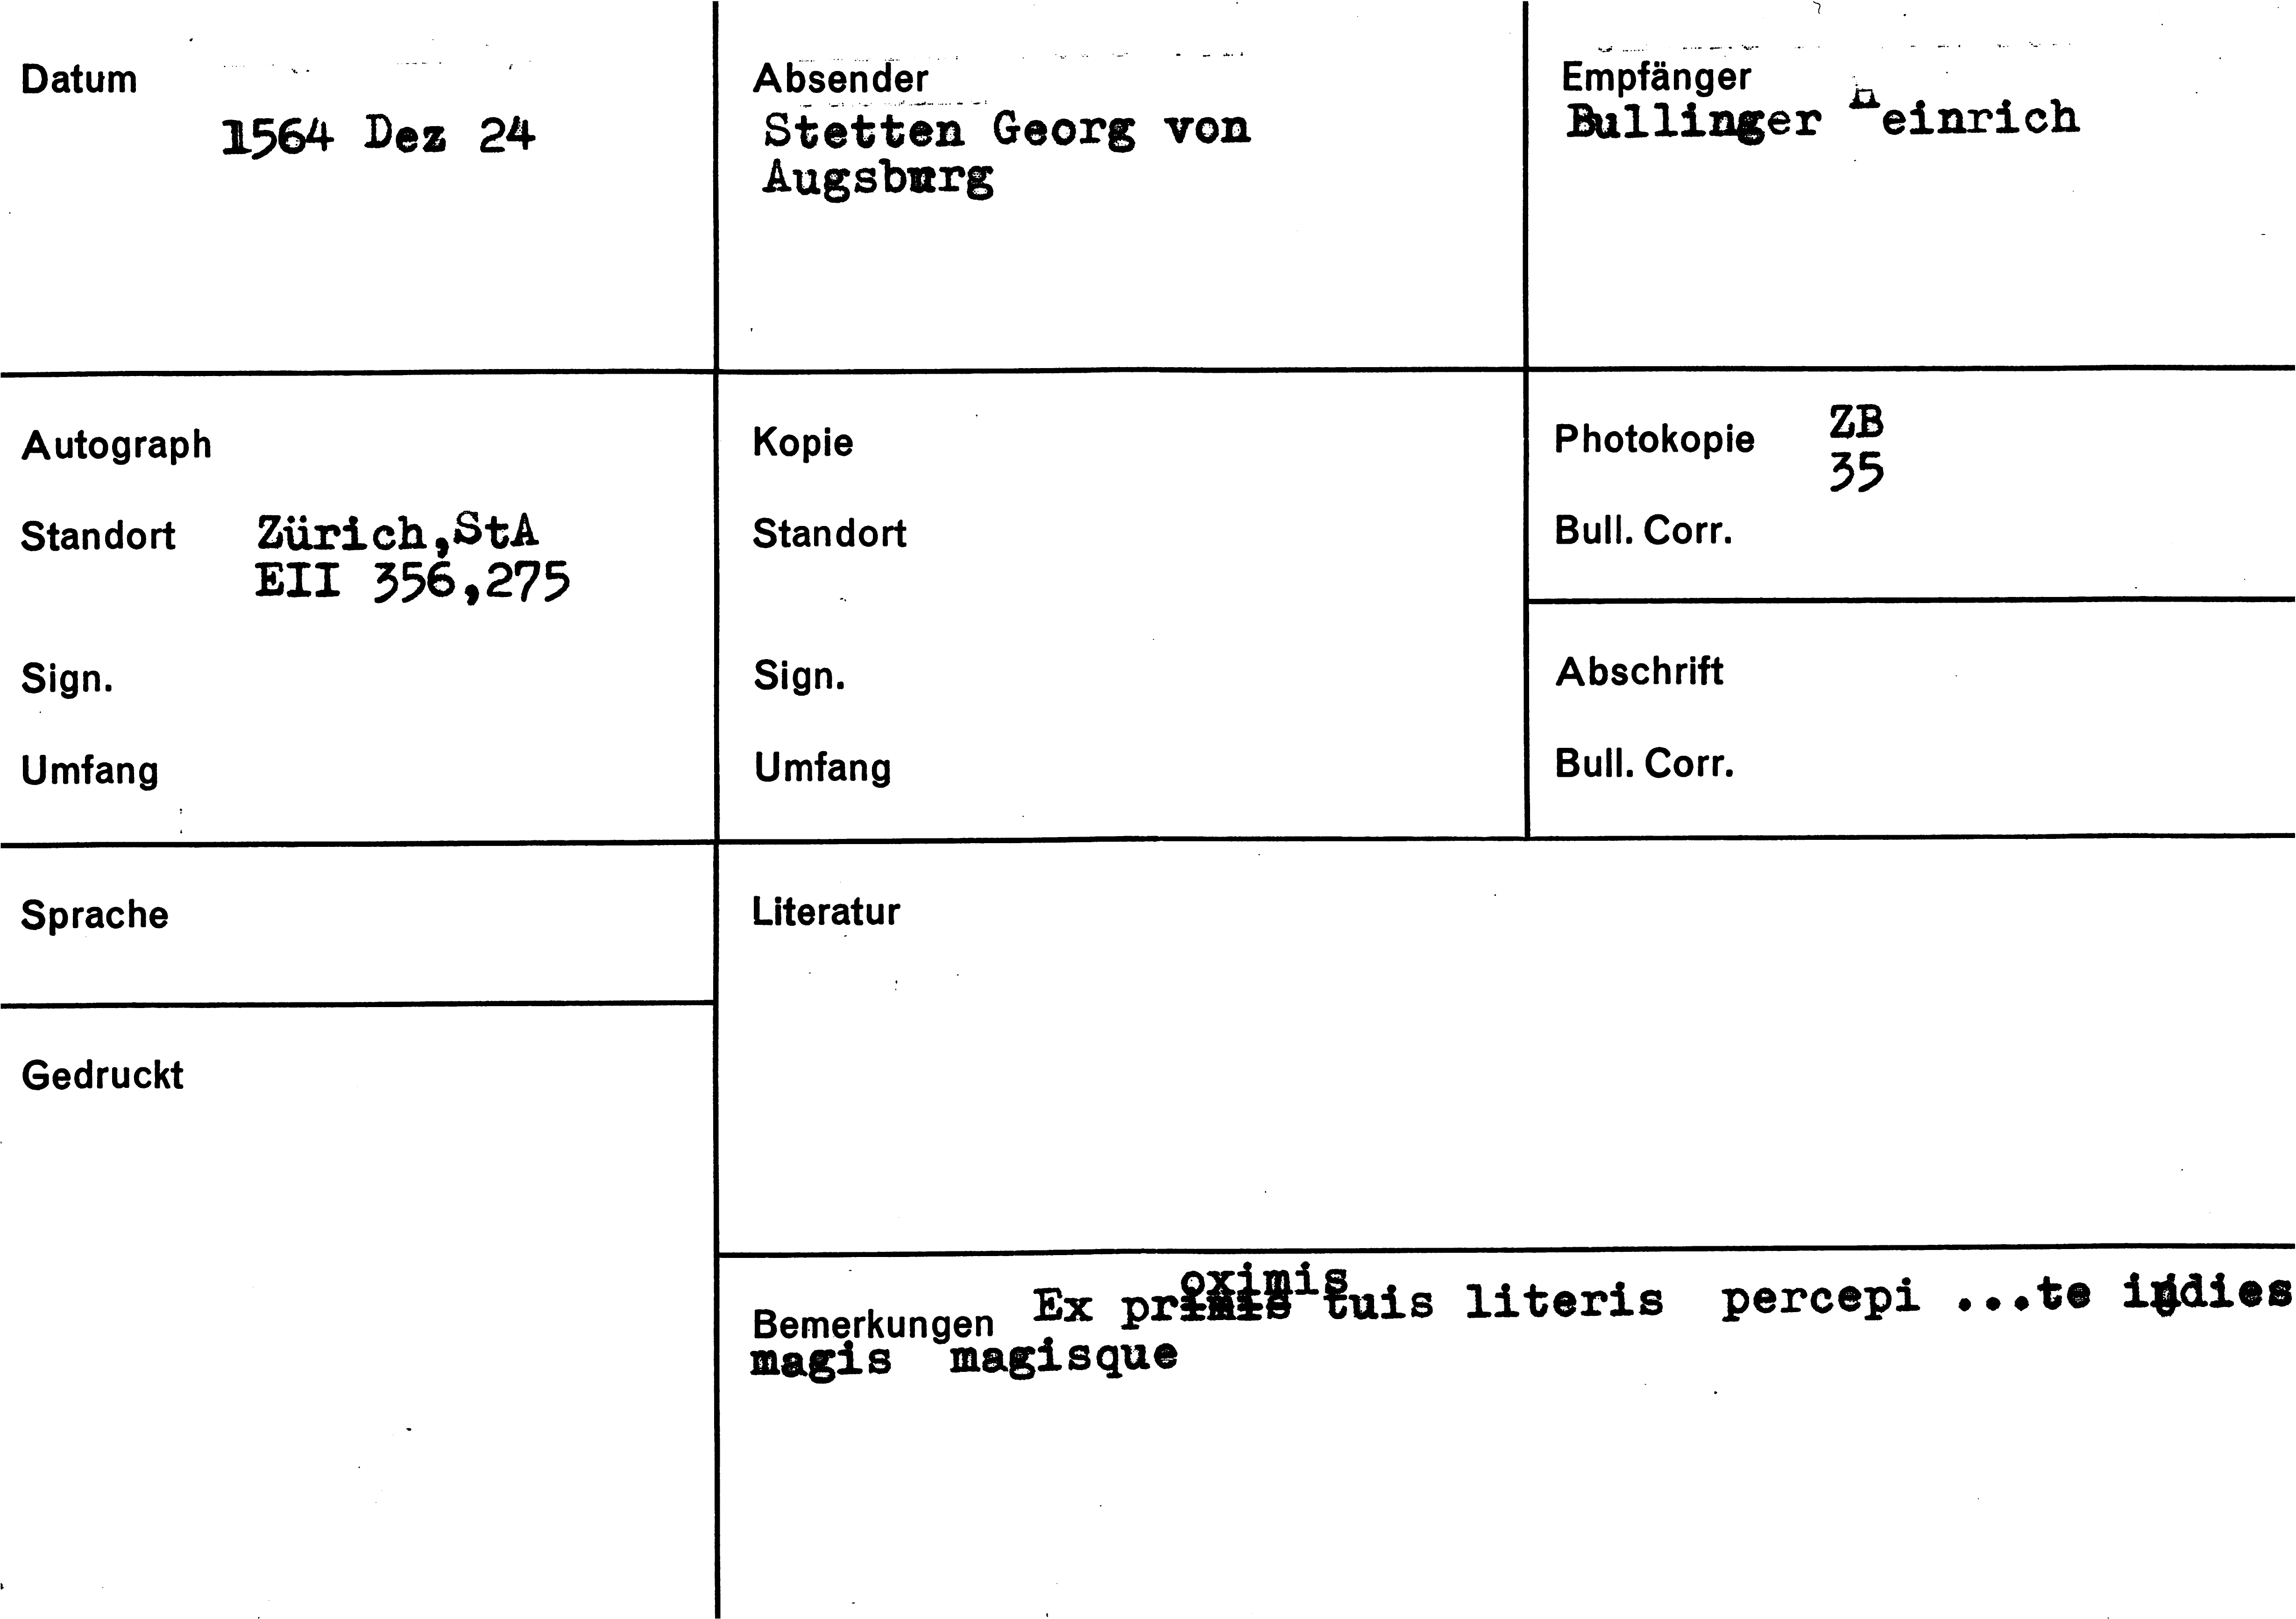 Datum
1564 Dez 24
Absender
Stetten Georg von
Augsburg
Empfänger
Bullinger Heinrich
Autograph
Standort Zürich,StA
EII 356,275
Sign.
Umfang
Kopie
Standort
Sign.
Umfang
Photokopie ZB
35
Bull. Corr.
Abschrift
Bull. Corr.
Sprache
Gedruckt
Literatur
oximis
Bemerkungen Ex primis tuis literis percepi ...te indies
magis magisque